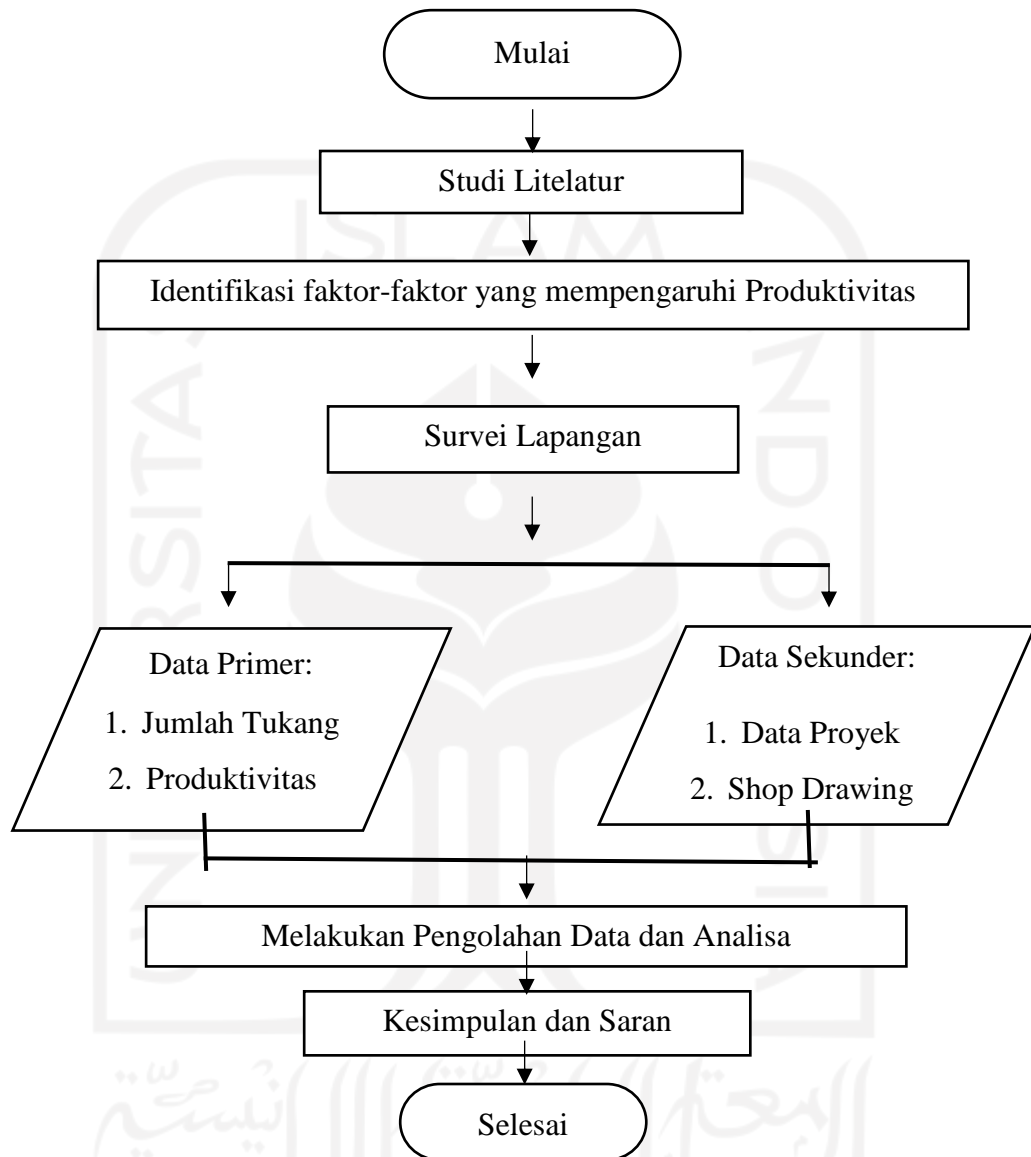 Mulai
Studi Litelatur
Identifikasi faktor-faktor yang mempengaruhi Produktivitas
Survei Lapangan
Data Primer:
1. Jumlah Tukang
2. Produktivitas
Data Sekunder:
1. Data Proyek
2. Shop Drawing
Melakukan Pengolahan Data dan Analisa
Kesimpulan dan Saran
Selesai